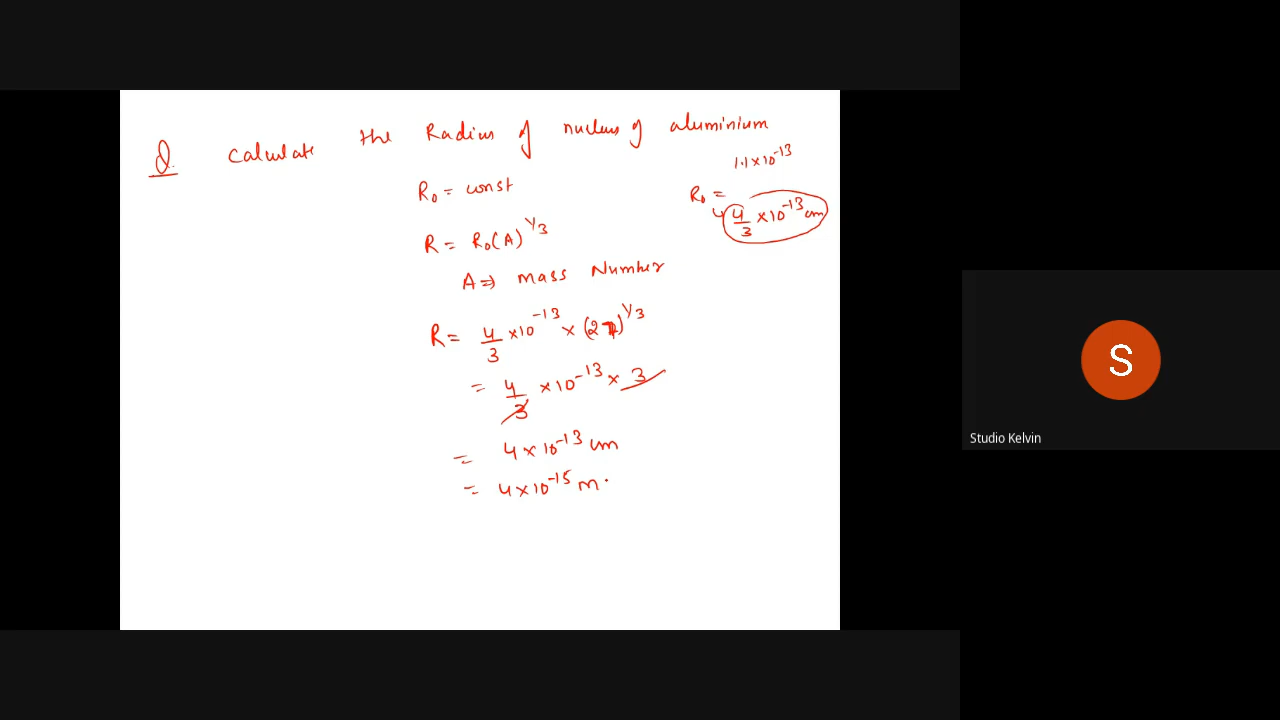 Q. Calculate the Radius of nucleus of aluminium
1.1×10⁻¹³
R₀ = const
R₀ =
4/3 ×10⁻¹³ cm
R = R₀(A)^1/3
A ⇒ mass Number
R = 4/3 ×10⁻¹³ × (27)^1/3
= 4/3 ×10⁻¹³ × 3
= 4×10⁻¹³ cm
= 4×10⁻¹⁵ m.
S
Studio Kelvin